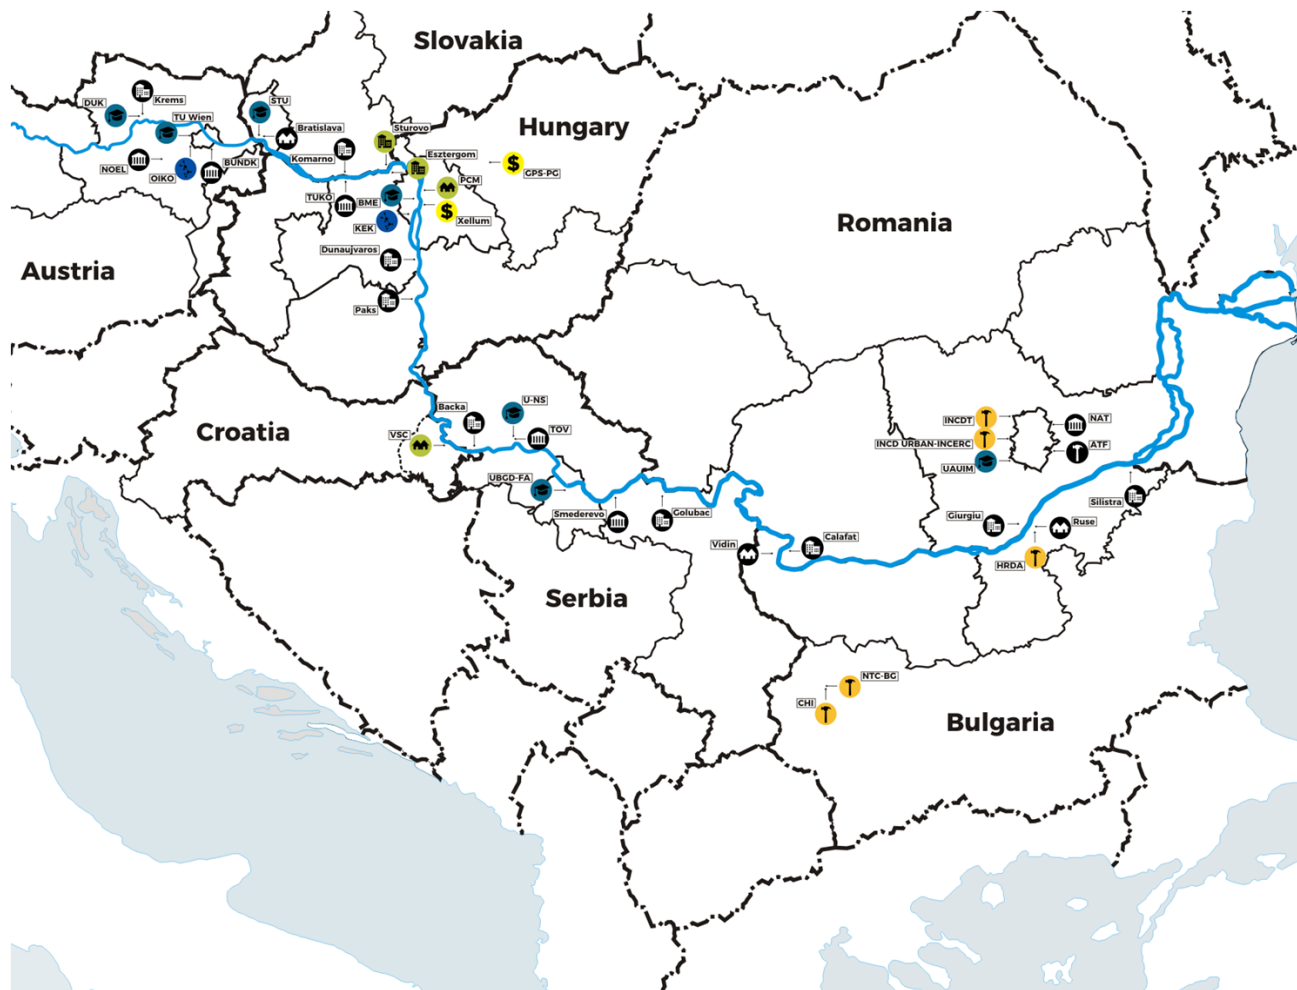 Slovakia
DUK
Krems
STU
TU Wien
Bratislava
Sturovo
Hungary
Komarno
Esztergom
NOEL
OIKO
BUNDK
GPS-PG
$
PCM
TUKO
BME
$
Xellum
KEK
Romania
Dunaujvaros
Austria
Paks
Backa
U-NS
Croatia
VSC
TOV
INCDT
NAT
INCD URBAN-INCERC
ATF
UAUIM
UBGD-FA
Smederevo
Golubac
Silistra
Giurgiu
Ruse
Vidin
Calafat
HRDA
Serbia
NTC-BG
CHI
Bulgaria